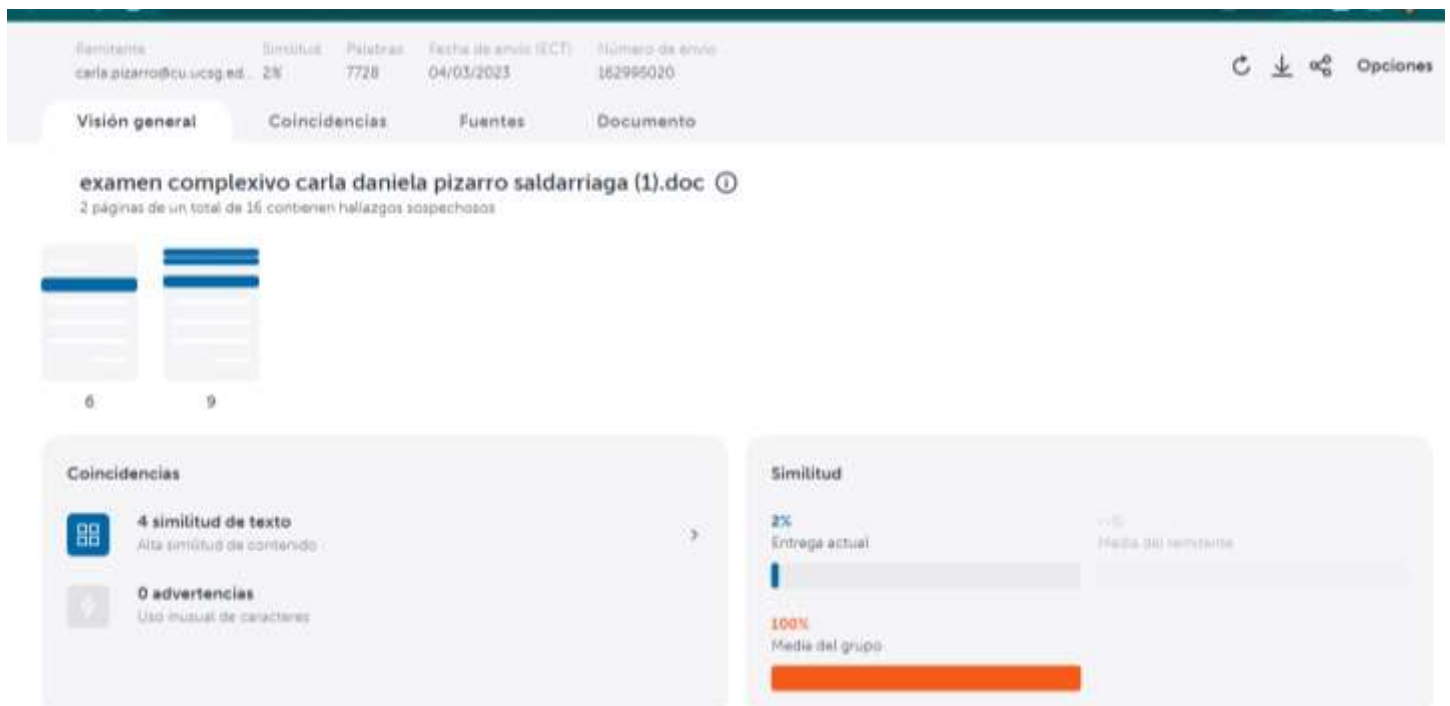 Remitente Similitud Palabras Fecha de envío (ECT) Número de envío
carla.pizarro@cu.ucsg.ed... 2% 7728 04/03/2023 162995020
Opciones
Visión general Coincidencias Fuentes Documento
examen complexivo carla daniela pizarro saldarriaga (1).doc
2 páginas de un total de 16 contienen hallazgos sospechosos
6 9
Coincidencias
4 similitud de texto
Alta similitud de contenido
0 advertencias
Uso inusual de caracteres
Similitud
2%
Entrega actual Media del remitente
100%
Media del grupo